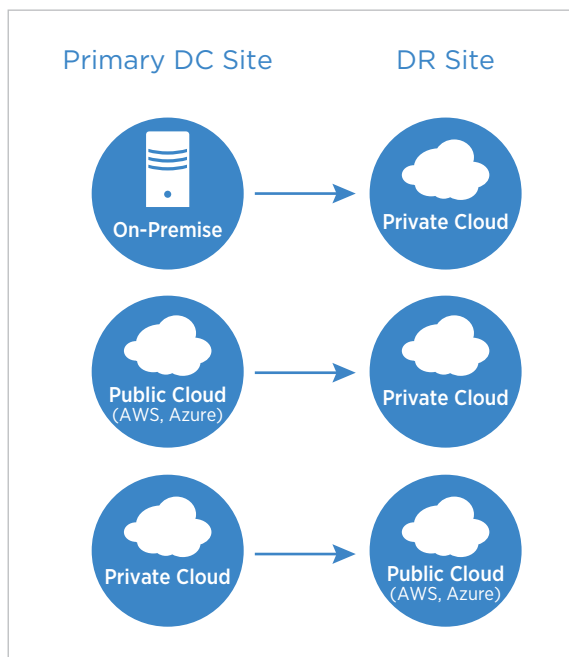 Primary DC Site
DR Site
On-Premise
Private Cloud
Public Cloud
(AWS, Azure)
Private Cloud
Private Cloud
Public Cloud
(AWS, Azure)